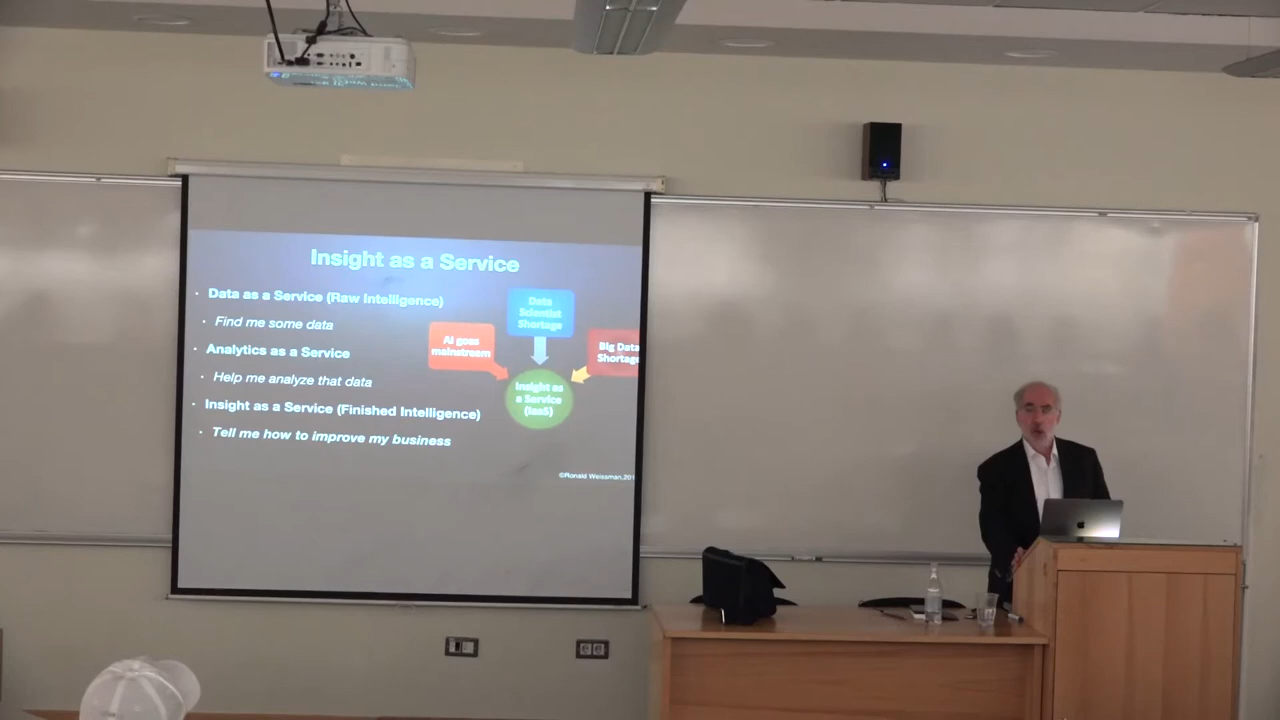 Insight as a Service
Data as a Service (Raw Intelligence)
Find me some data
Analytics as a Service
Help me analyze that data
Insight as a Service (Finished Intelligence)
Tell me how to improve my business
Data
Scientist
Shortage
AI goes
mainstream
Big Data
Shortage
Insight as
a Service
(IaaS)
©Ronald Weissman,201